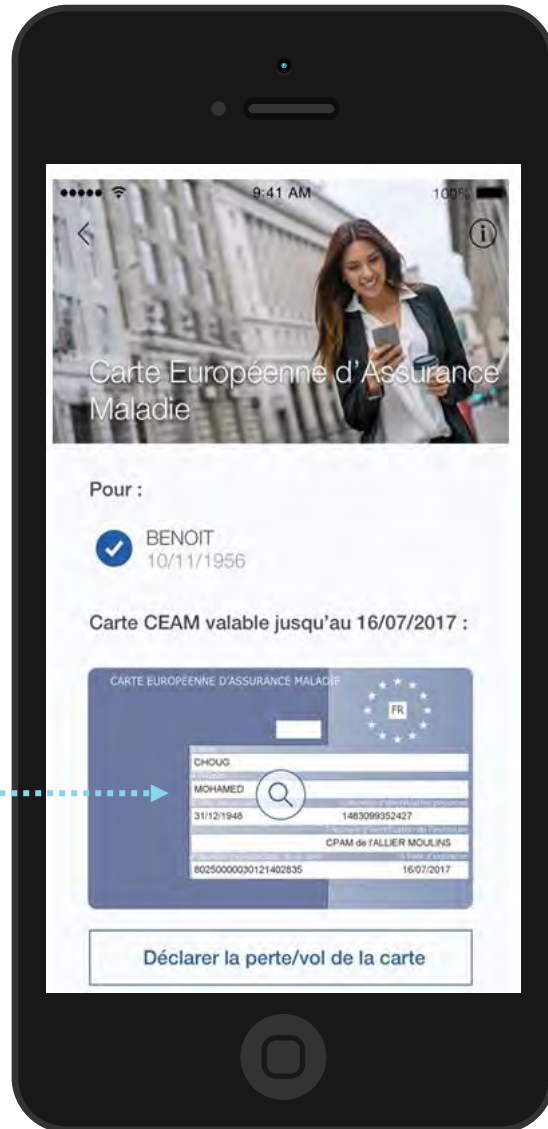 9:41 AM 100%
Carte Européenne d'Assurance
Maladie
Pour :
BENOIT
10/11/1956
Carte CEAM valable jusqu'au 16/07/2017 :
CARTE EUROPÉENNE D'ASSURANCE MALADIE
FR
CHOUG
MOHAMED
31/12/1948 1483099352427
CPAM de l'ALLIER MOULINS
80250000030121402835 16/07/2017
Déclarer la perte/vol de la carte